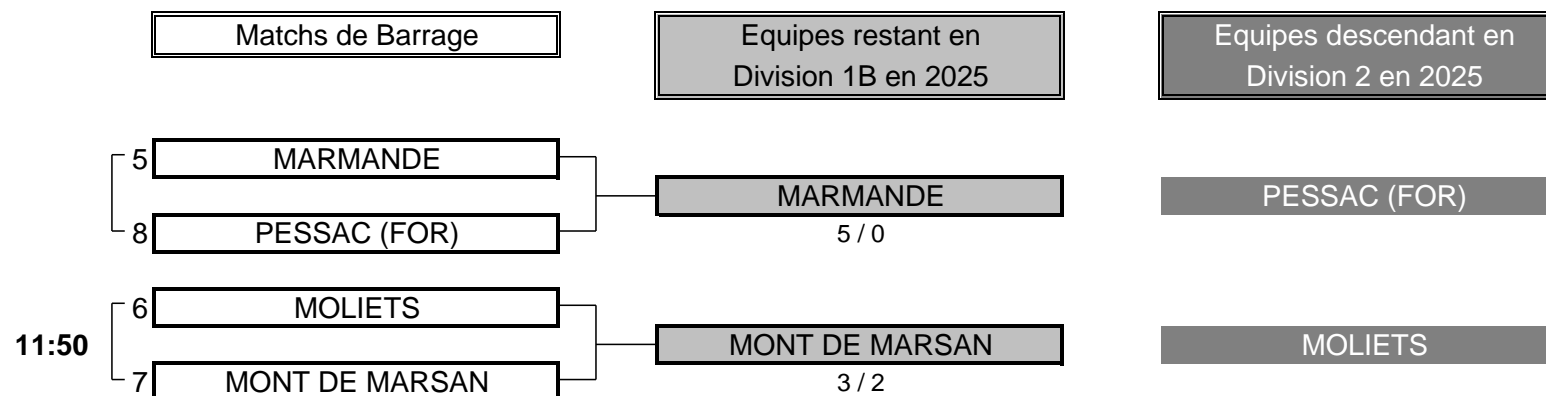 Matchs de Barrage
Equipes restant en
Division 1B en 2025
Equipes descendant en
Division 2 en 2025
5 MARMANDE
MARMANDE
PESSAC (FOR)
8 PESSAC (FOR)
5 / 0
6 MOLIETS
11:50
MONT DE MARSAN
MOLIETS
7 MONT DE MARSAN
3 / 2